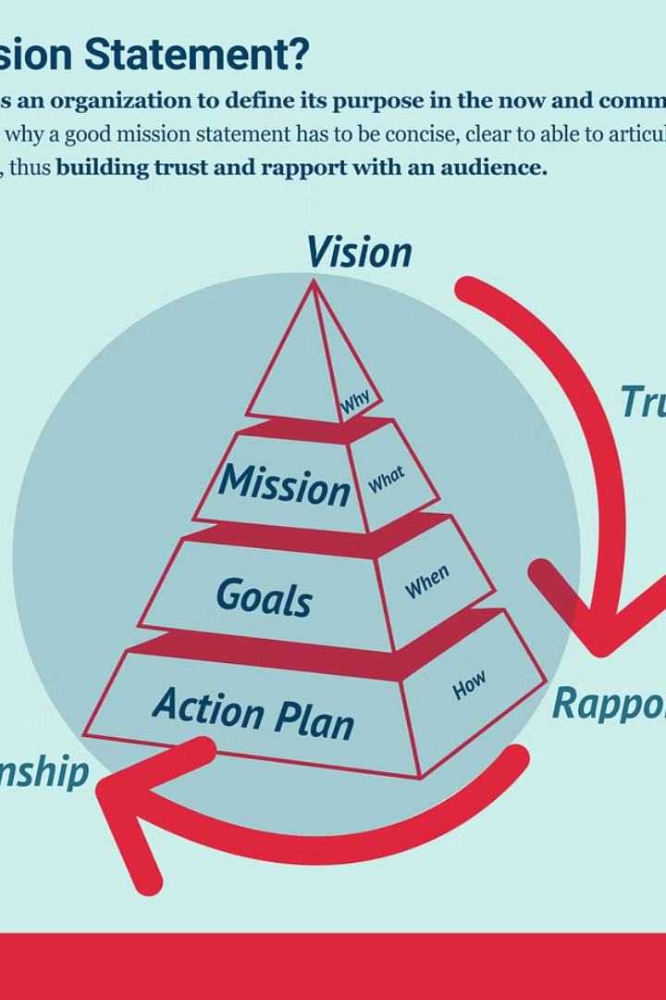 sion Statement?
s an organization to define its purpose in the now and comm
why a good mission statement has to be concise, clear to able to articul
, thus building trust and rapport with an audience.
Vision
Why
Tru
Mission
What
Goals
When
Action Plan
How
Rappor
nship